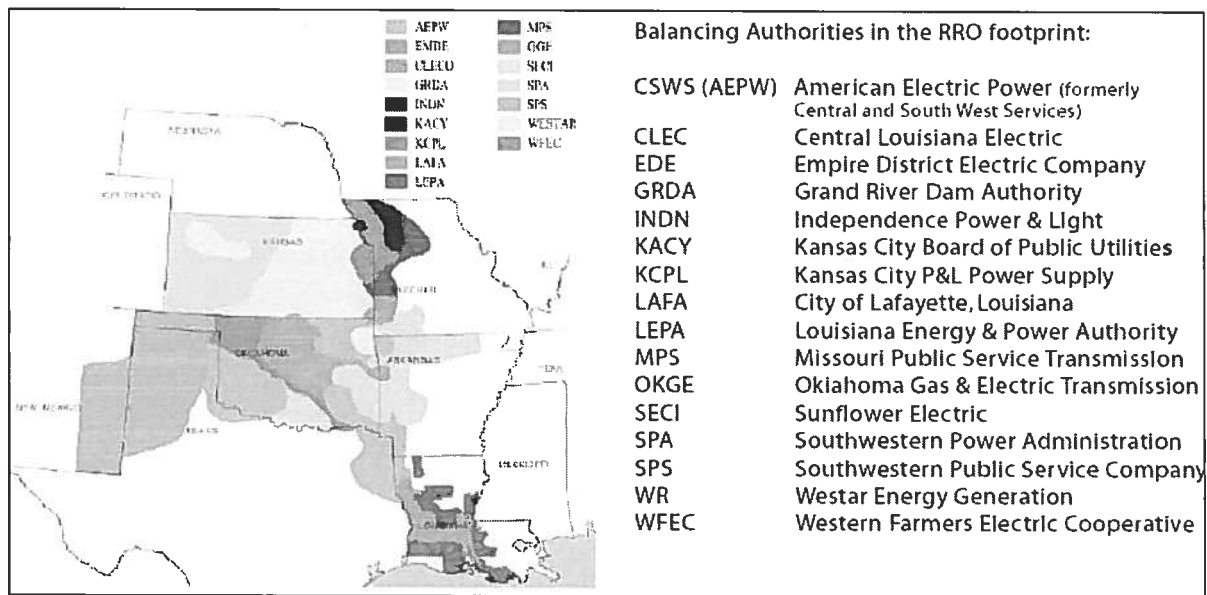 AEPW
EMDE
CLECO
GRDA
INDN
KACY
KCPL
LAFA
LEPA
MPS
SECI
SPA
SPS
WESTAR
WFEC
OKLAHOMA
ARKANSAS
NEW MEXICO
TEXAS
Balancing Authorities in the RRO footprint:
CSWS (AEPW) American Electric Power (formerly
Central and South West Services)
CLEC Central Louisiana Electric
EDE Empire District Electric Company
GRDA Grand River Dam Authority
INDN Independence Power & LIght
KACY Kansas City Board of Public Utilities
KCPL Kansas City P&L Power Supply
LAFA City of Lafayette, Louisiana
LEPA Louisiana Energy & Power Authority
MPS Missouri Public Service Transmission
OKGE Okiahoma Gas & Electric Transmission
SECI Sunflower Electric
SPA Southwestern Power Administration
SPS Southwestern Public Service Company
WR Westar Energy Generation
WFEC Western Farmers Electric Cooperative